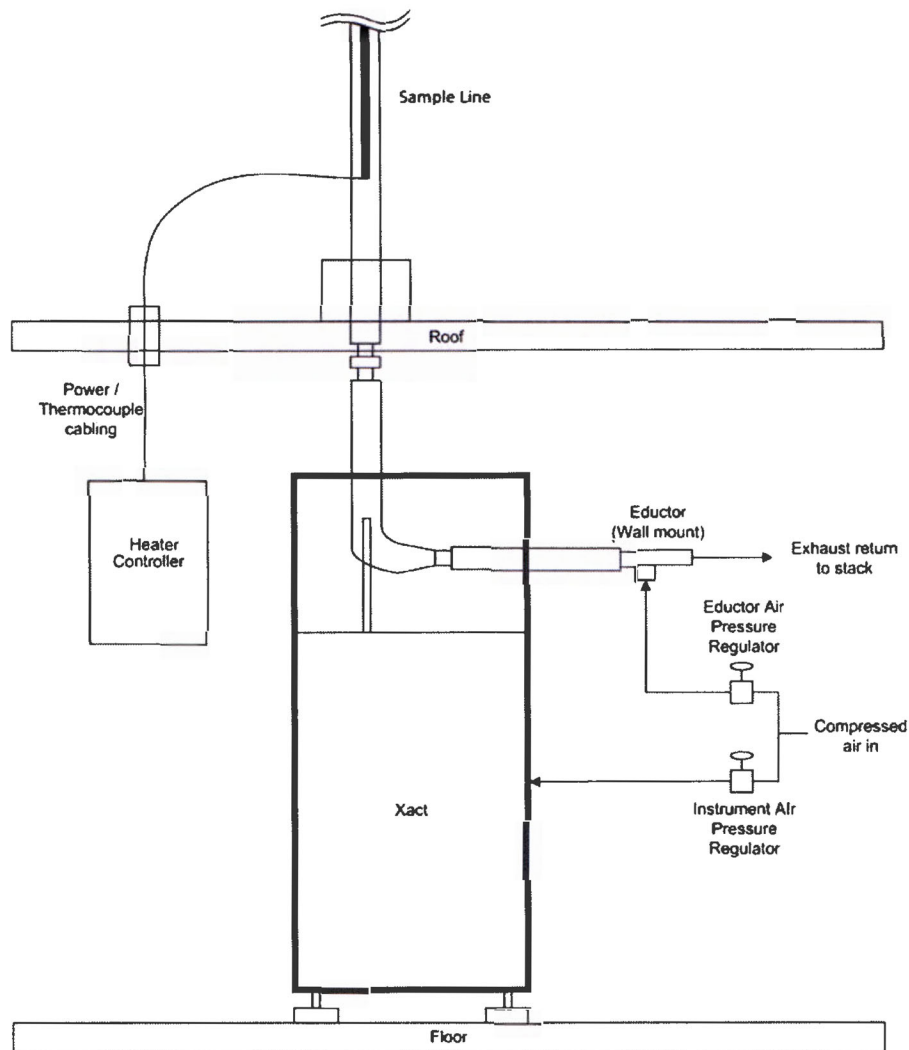 Sample Line
Roof
Power /
Thermocouple
cabling
Heater
Controller
Eductor
(Wall mount)
Exhaust return
to stack
Eductor Air
Pressure
Regulator
Compressed
air in
Xact
Instrument Air
Pressure
Regulator
Floor